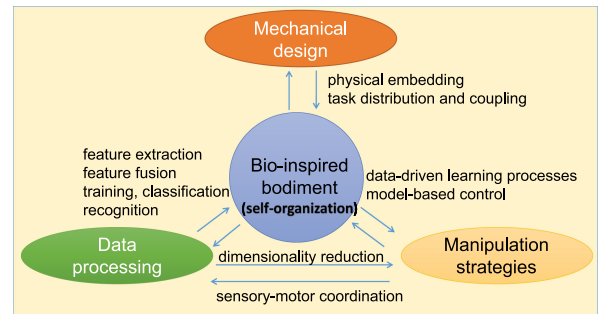 Mechanical
design
physical embedding
task distribution and coupling
feature extraction
feature fusion
training, classification
recognition
Bio-inspired
bodiment
(self-organization)
data-driven learning processes
model-based control
Data
processing
dimensionality reduction
Manipulation
strategies
sensory-motor coordination